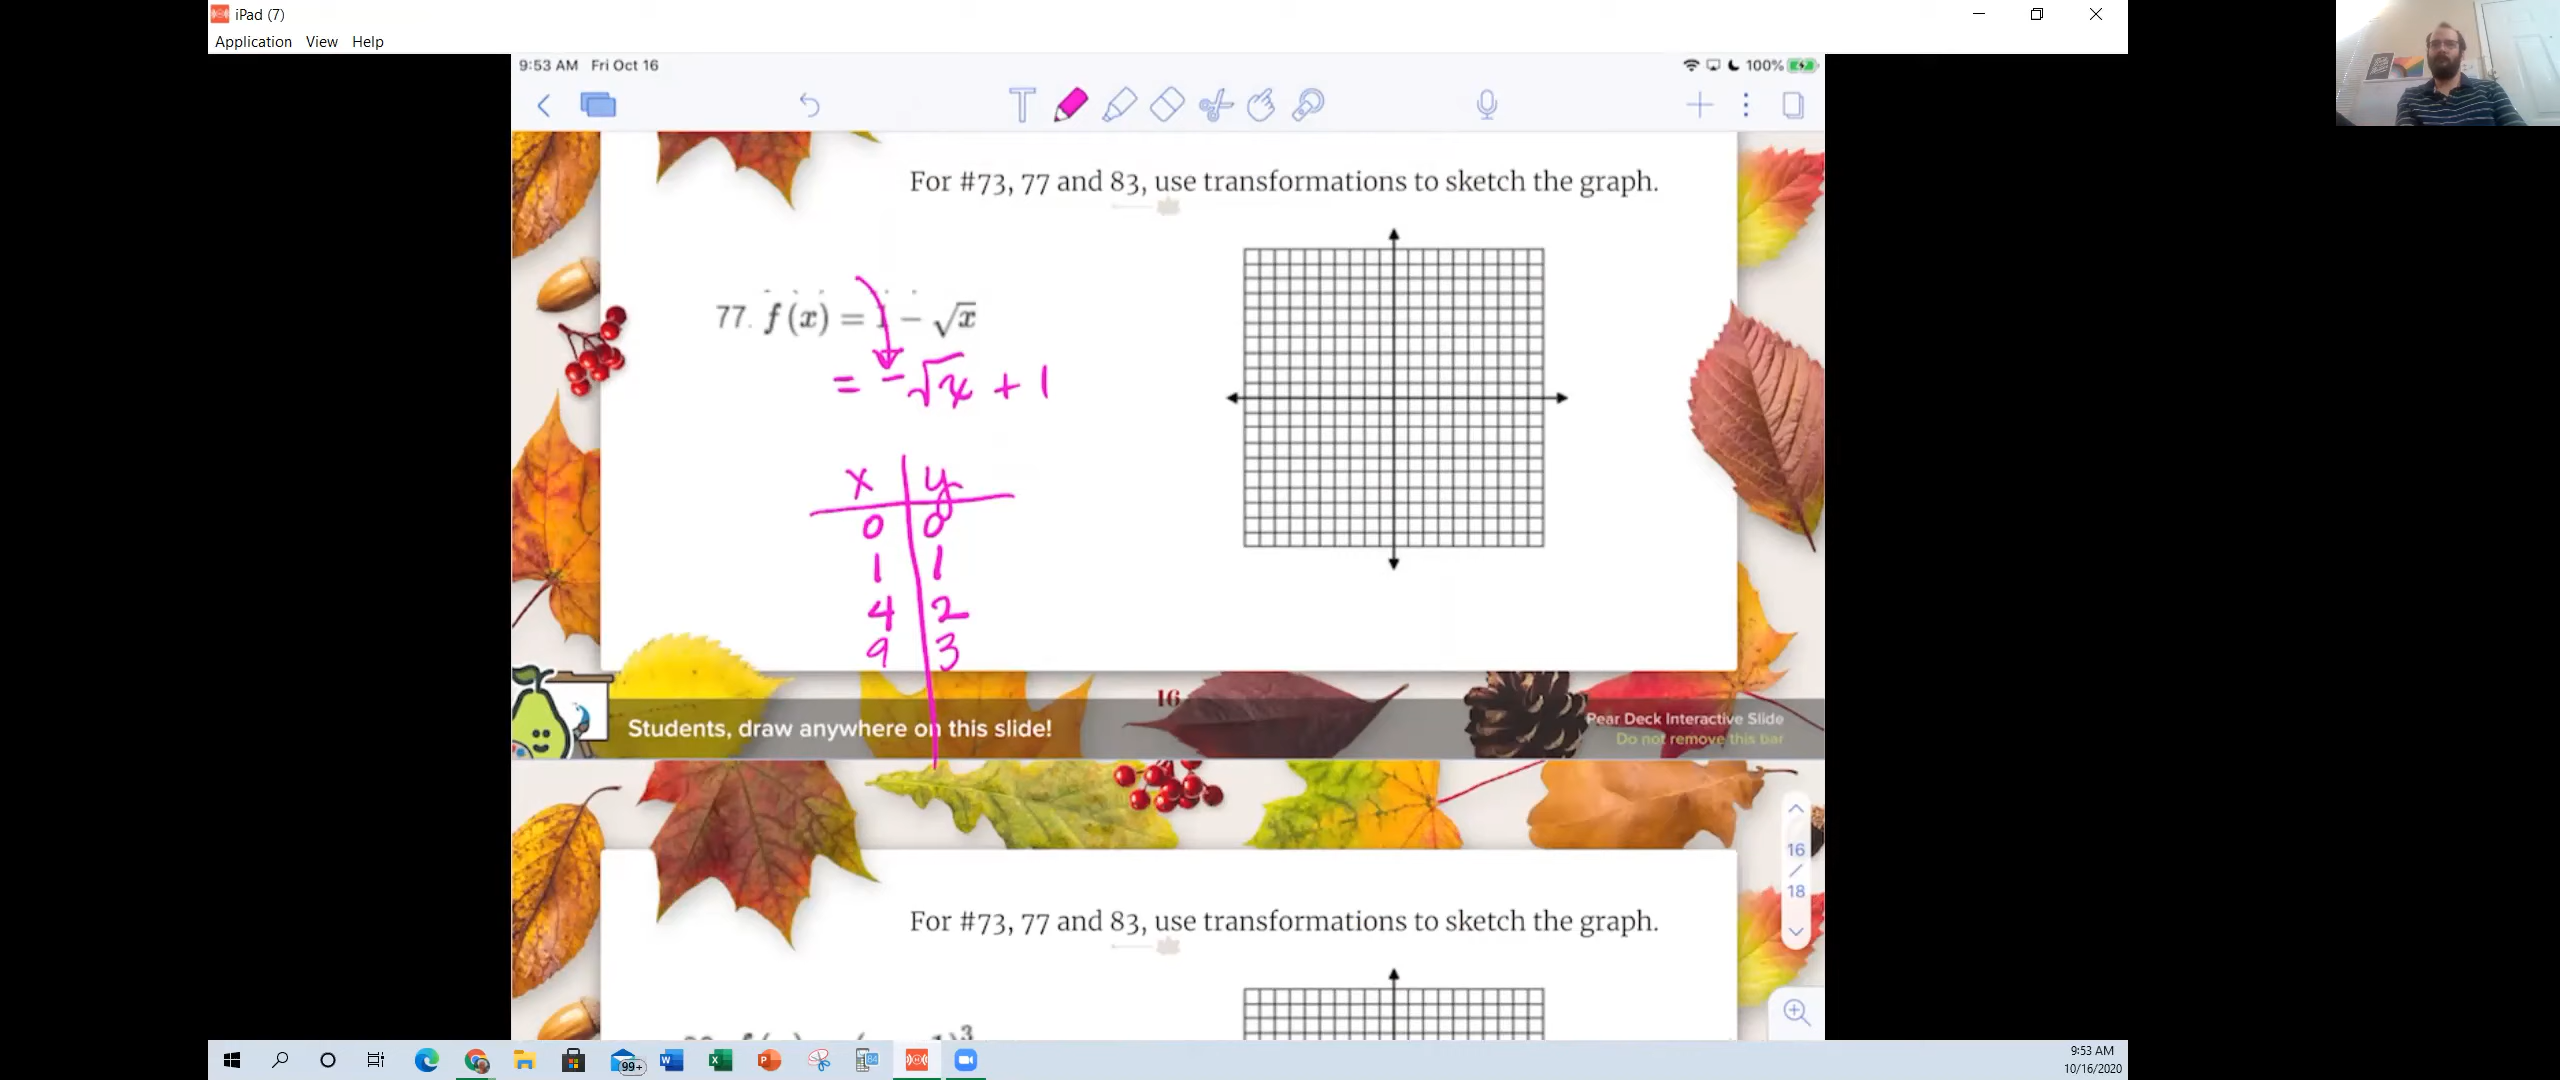 iPad (7)
Application View Help
9:53 AM Fri Oct 16
100%
T
For #73, 77 and 83, use transformations to sketch the graph.
77. f(x) = 1 − √x
= -√x + 1
x y
0 0
1 1
4 2
9 3
16
Students, draw anywhere on this slide!
Pear Deck Interactive Slide
Do not remove this bar
16
/
18
For #73, 77 and 83, use transformations to sketch the graph.
99+
84
9:53 AM
10/16/2020